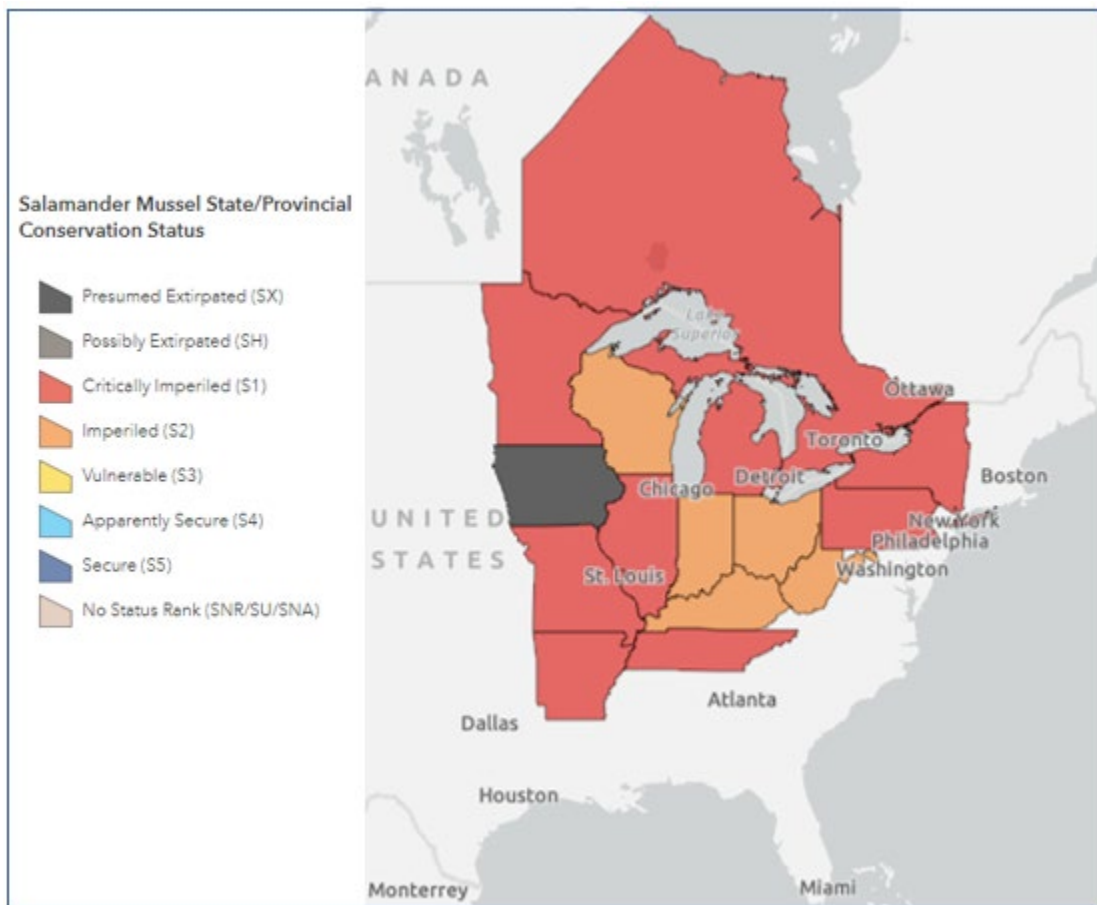 Salamander Mussel State/Provincial
Conservation Status
Presumed Extirpated (SX)
Possibly Extirpated (SH)
Critically Imperiled (S1)
Imperiled (S2)
Vulnerable (S3)
Apparently Secure (S4)
Secure (S5)
No Status Rank (SNR/SU/SNA)
ANADA
Lake
Superior
Ottawa
Toronto
Boston
Detroit
Chicago
UNITED
STATES
New York
Philadelphia
Washington
St. Louis
Atlanta
Dallas
Houston
Monterrey
Miami